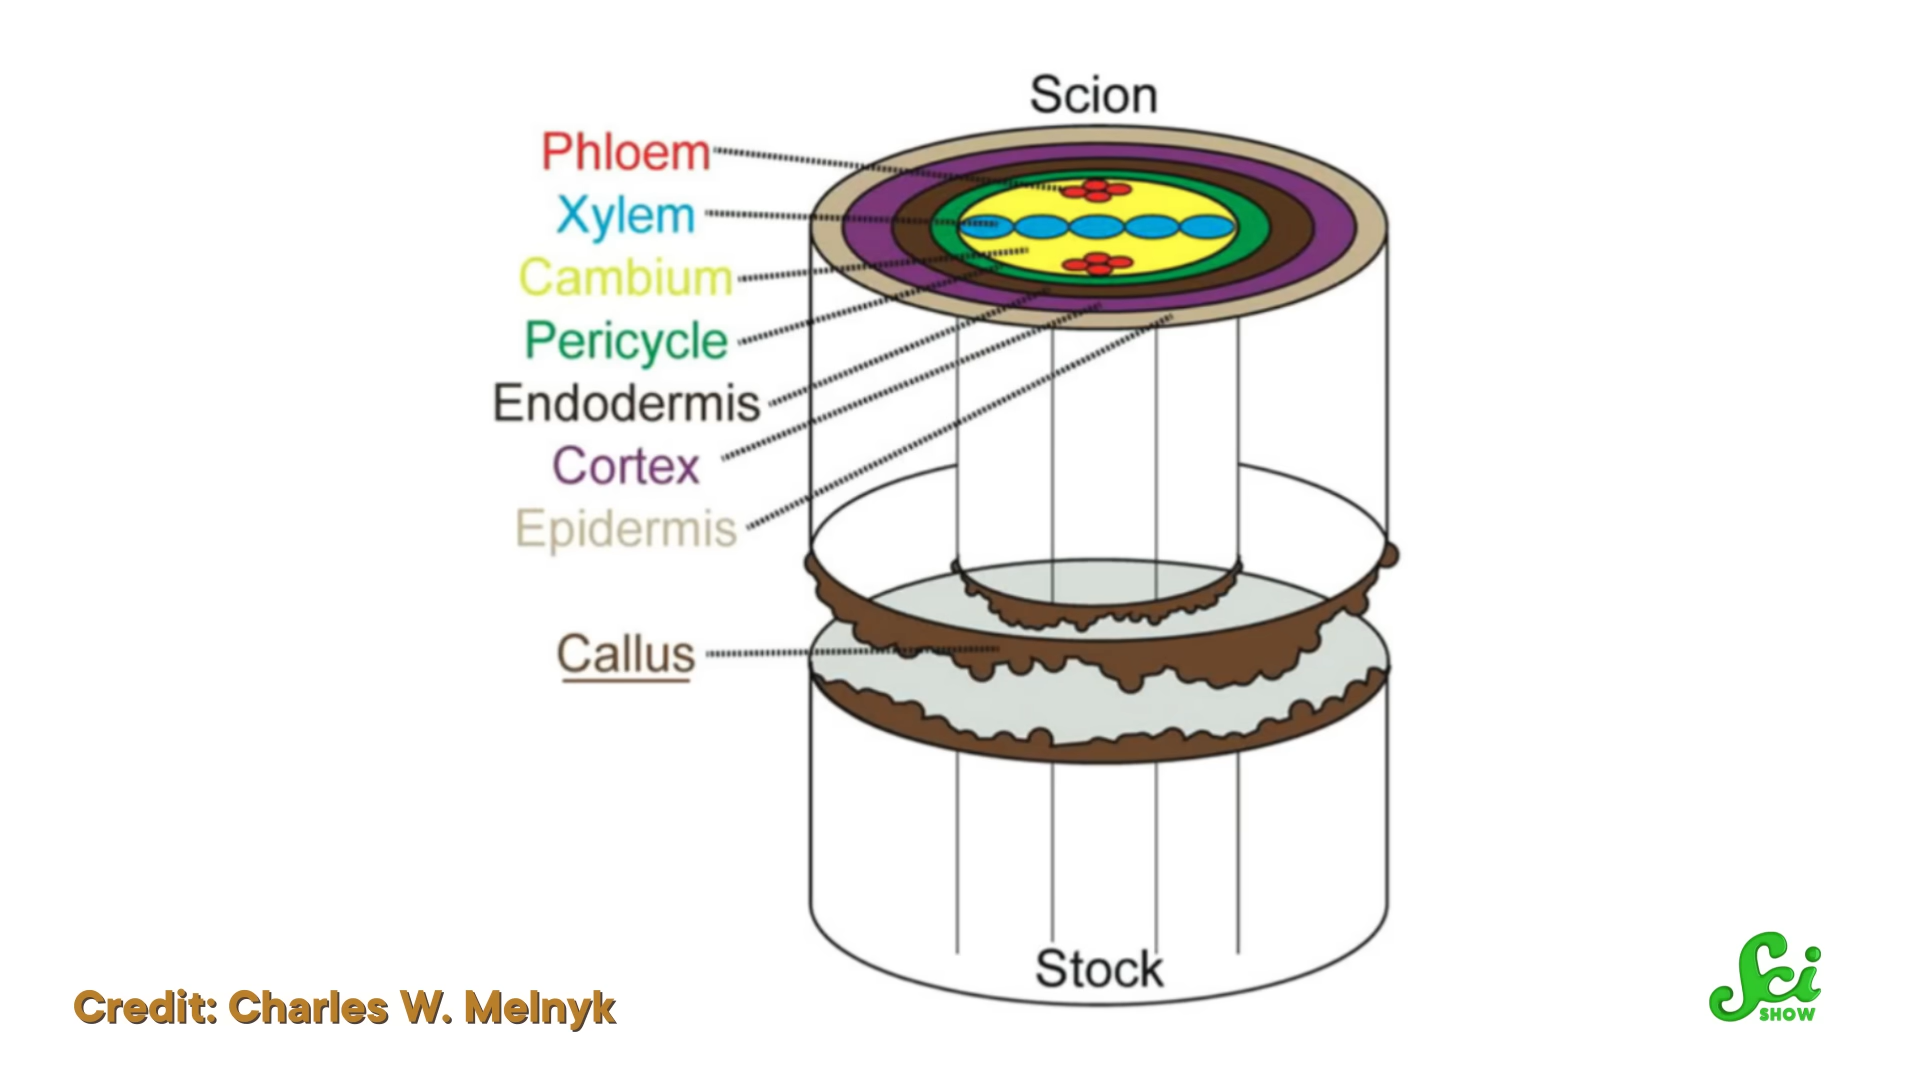 Scion
Phloem
Xylem
Cambium
Pericycle
Endodermis
Cortex
Epidermis
Callus
Stock
Credit: Charles W. Melnyk
Sci
SHOW